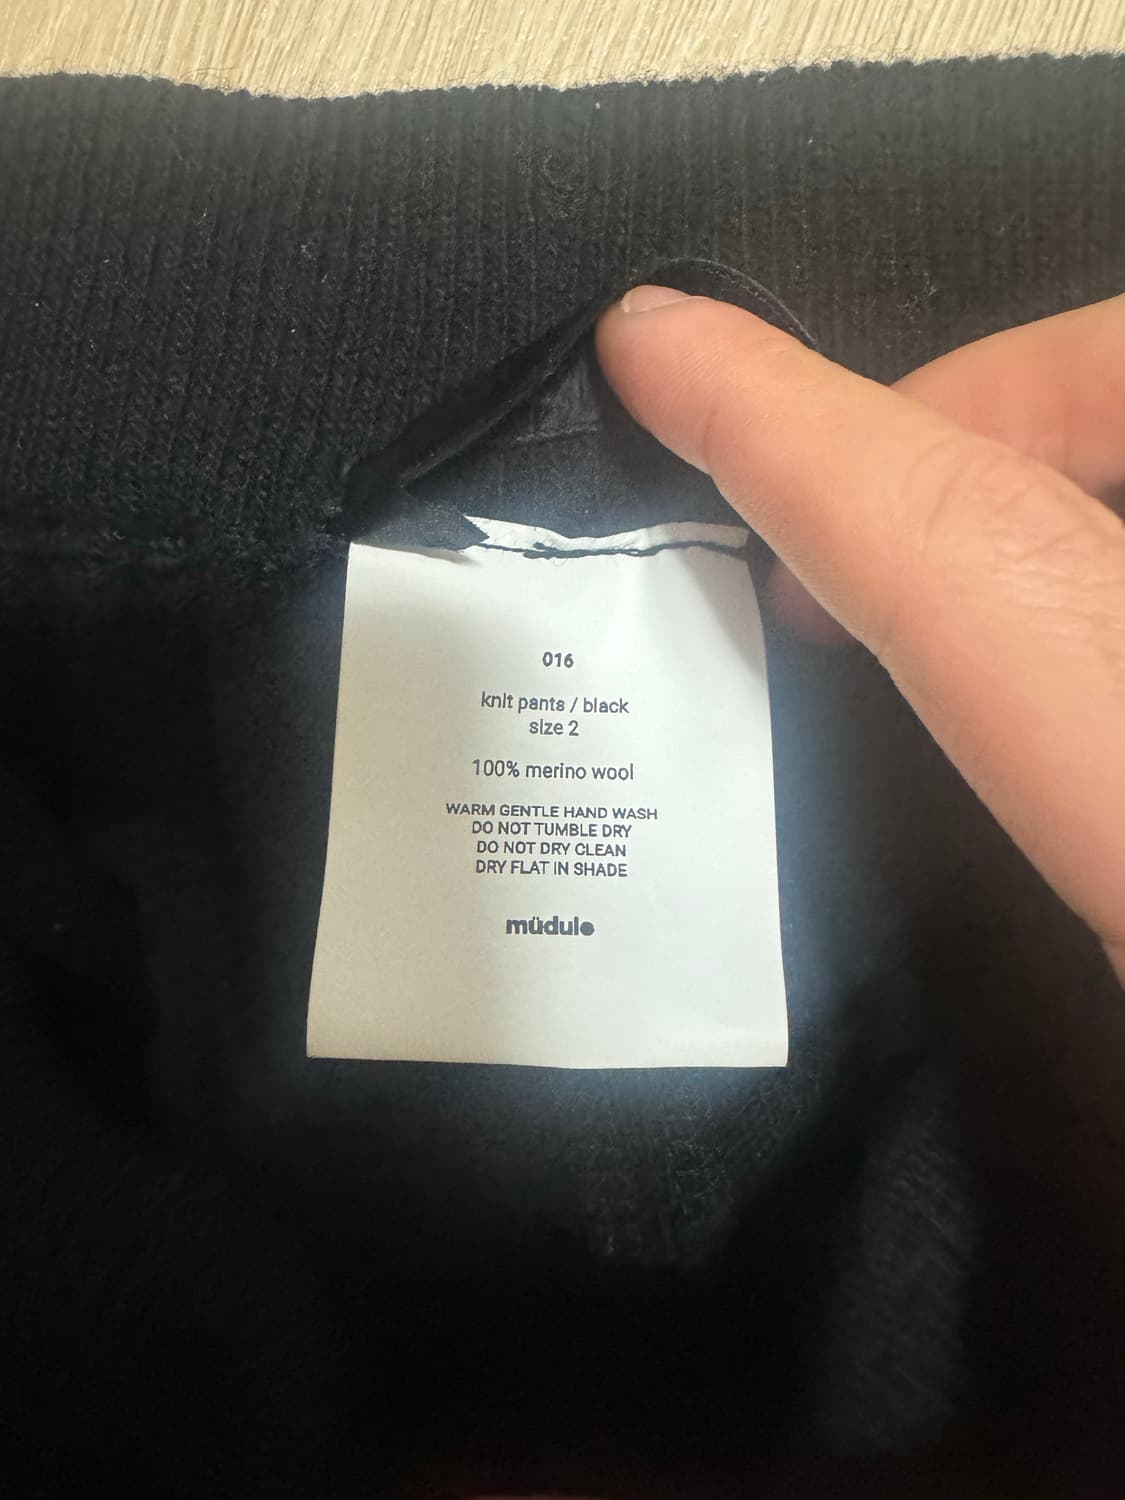 016
knit pants / black
size 2
100% merino wool
WARM GENTLE HAND WASH
DO NOT TUMBLE DRY
DO NOT DRY CLEAN
DRY FLAT IN SHADE
müdule